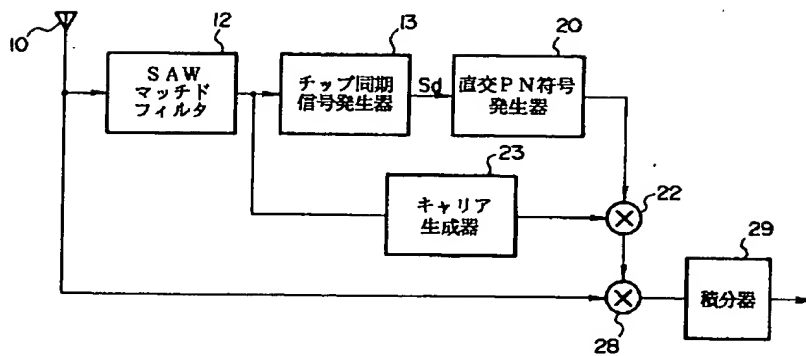 10
12
SAW
マッチド
フィルタ
13
チップ同期
信号発生器
Sd
20
直交PN符号
発生器
23
キャリア
生成器
22
28
29
積分器